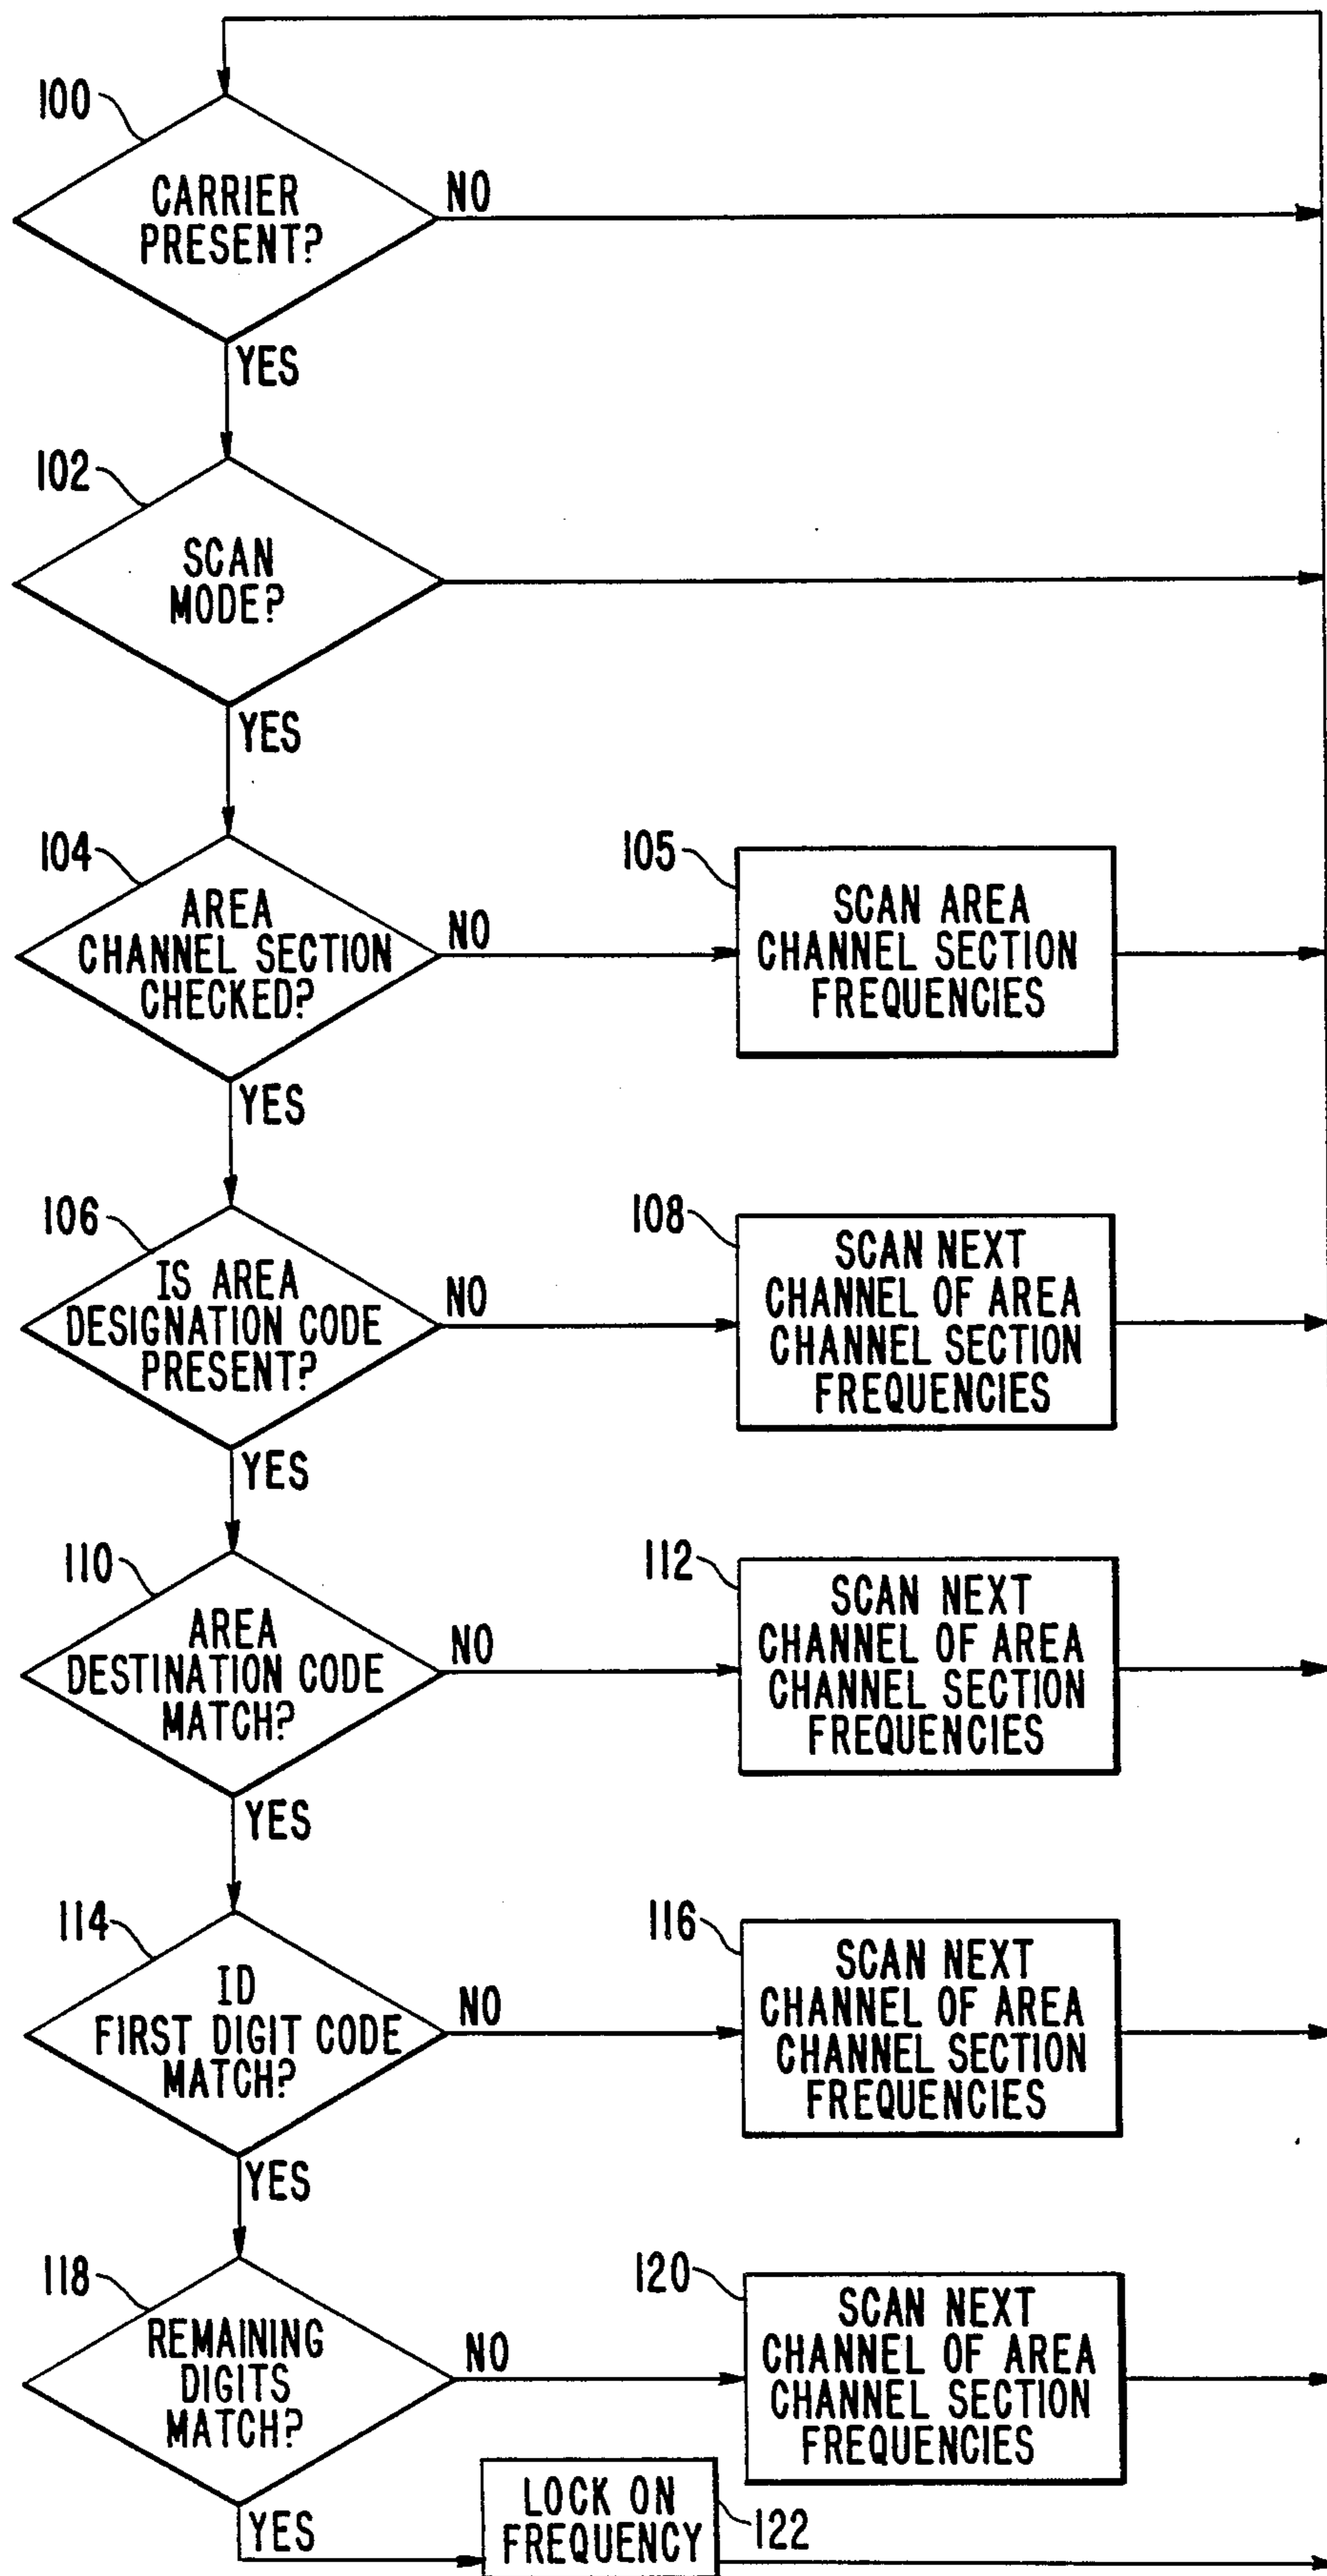 100
CARRIER
PRESENT?
NO
YES
102
SCAN
MODE?
YES
104
AREA
CHANNEL SECTION
CHECKED?
NO
105
SCAN AREA
CHANNEL SECTION
FREQUENCIES
YES
106
IS AREA
DESIGNATION CODE
PRESENT?
NO
108
SCAN NEXT
CHANNEL OF AREA
CHANNEL SECTION
FREQUENCIES
YES
110
AREA
DESTINATION CODE
MATCH?
NO
112
SCAN NEXT
CHANNEL OF AREA
CHANNEL SECTION
FREQUENCIES
YES
114
ID
FIRST DIGIT CODE
MATCH?
NO
116
SCAN NEXT
CHANNEL OF AREA
CHANNEL SECTION
FREQUENCIES
YES
118
REMAINING
DIGITS
MATCH?
NO
120
SCAN NEXT
CHANNEL OF AREA
CHANNEL SECTION
FREQUENCIES
YES
LOCK ON
FREQUENCY
122